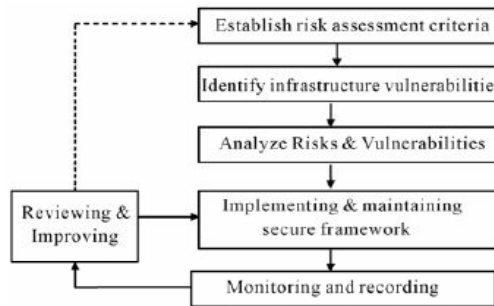 Establish risk assessment criteria
Identify infrastructure vulnerabilitie
Analyze Risks & Vulnerabilities
Reviewing &
Improving
Implementing & maintaining
secure framework
Monitoring and recording